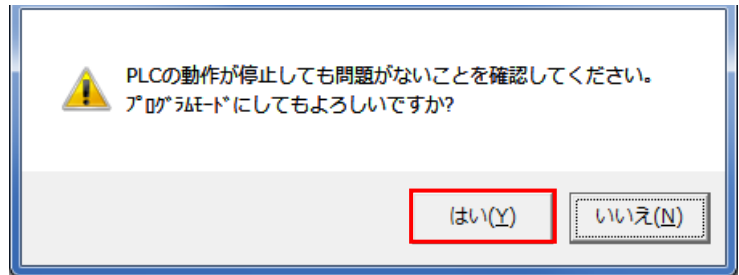 PLCの動作が停止しても問題がないことを確認してください。
ﾌﾟﾛｸﾞﾗﾑﾓｰﾄﾞにしてもよろしいですか?
はい(Y)
いいえ(N)